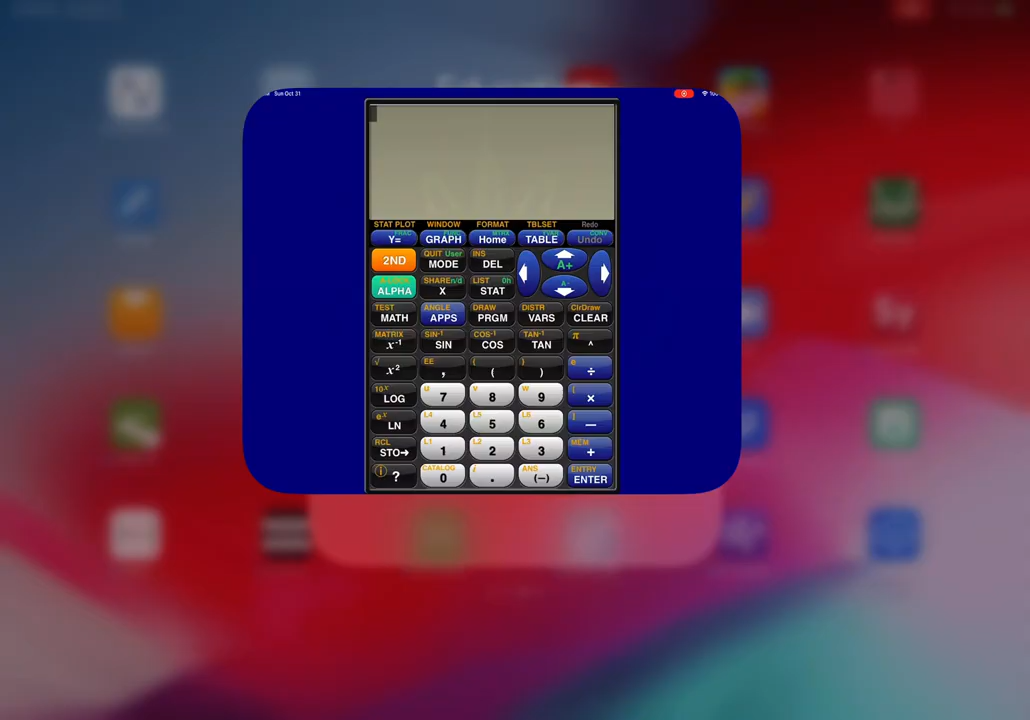 Sun Oct 31
STAT PLOT WINDOW FORMAT TBLSET Redo
Y= GRAPH Home TABLE Undo
QUIT User INS
2ND MODE DEL A+
SHARE n/d LIST 0h A-
ALPHA X STAT
TEST ANGLE DRAW DISTR ClrDraw
MATH APPS PRGM VARS CLEAR
MATRIX SIN-1 COS-1 TAN-1 π
x-1 SIN COS TAN ^
√ EE { } e
x2 , ( ) ÷
10x u v w [
LOG 7 8 9 ×
ex L4 L5 L6 ]
LN 4 5 6 —
RCL L1 L2 L3 MEM
STO➔ 1 2 3 +
CATALOG i ANS ENTRY
ⓘ ? 0 . (−) ENTER